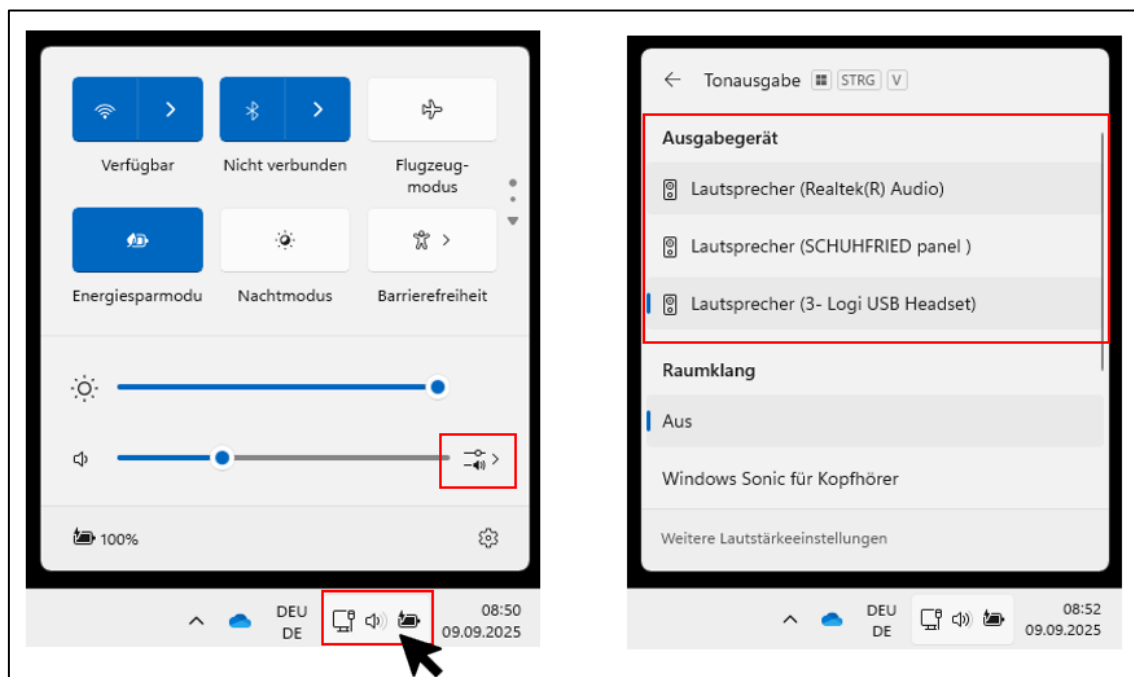 Verfügbar
Nicht verbunden
Flugzeug-
modus
Energiesparmodu
Nachtmodus
Barrierefreiheit
100%
DEU
DE
08:50
09.09.2025
Tonausgabe STRG V
Ausgabegerät
Lautsprecher (Realtek(R) Audio)
Lautsprecher (SCHUHFRIED panel )
Lautsprecher (3- Logi USB Headset)
Raumklang
Aus
Windows Sonic für Kopfhörer
Weitere Lautstärkeeinstellungen
DEU
DE
08:52
09.09.2025